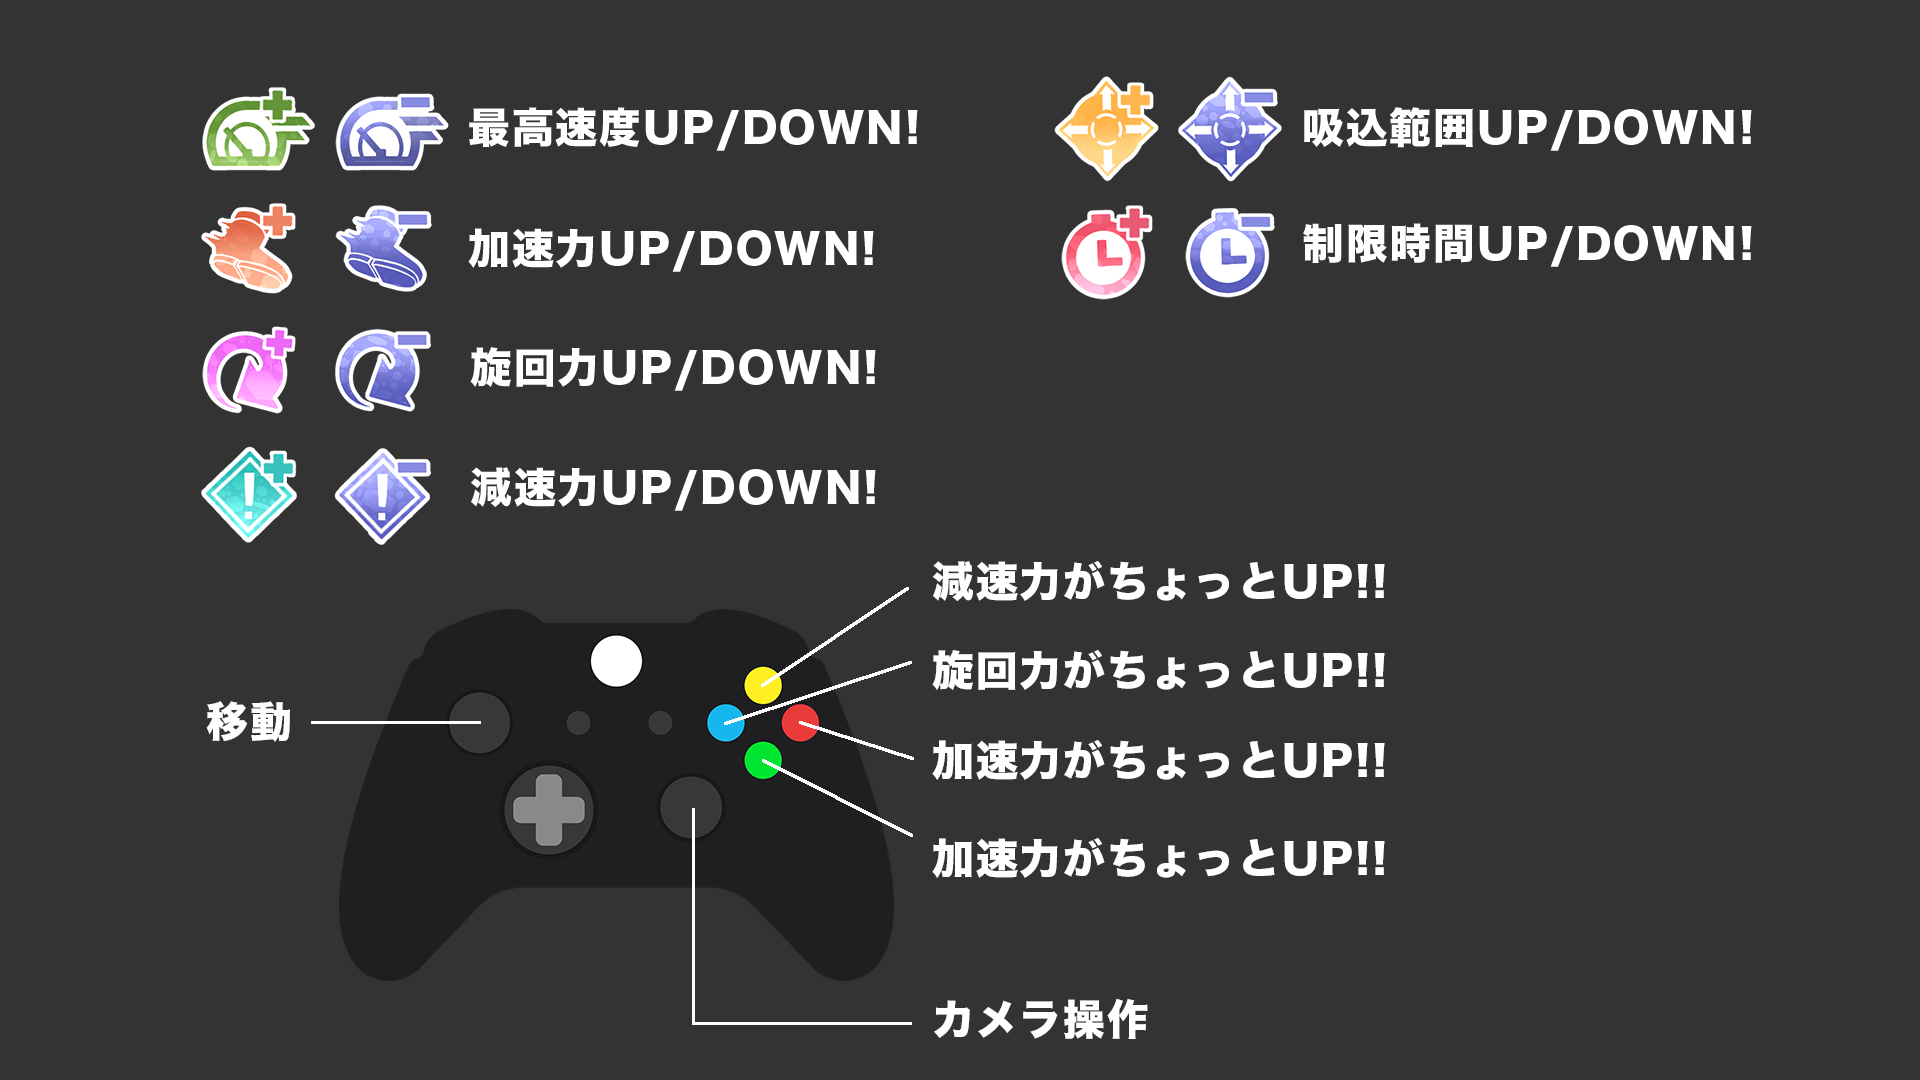 最高速度UP/DOWN!
加速力UP/DOWN!
旋回力UP/DOWN!
減速力UP/DOWN!
吸込範囲UP/DOWN!
制限時間UP/DOWN!
減速力がちょっとUP!!
旋回力がちょっとUP!!
加速力がちょっとUP!!
加速力がちょっとUP!!
移動
カメラ操作